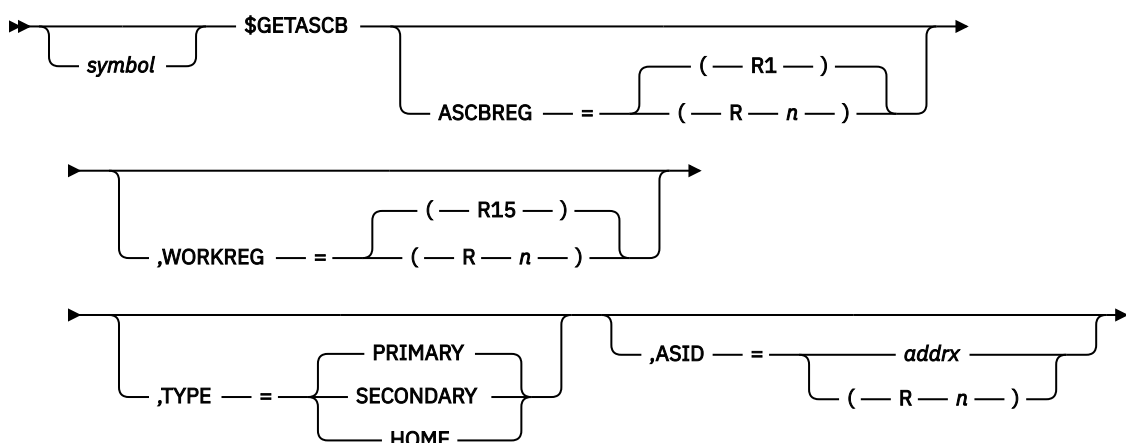 symbol $GETASCB
ASCBREG =
( R1 )
( R n )
,WORKREG =
( R15 )
( R n )
,TYPE =
PRIMARY
SECONDARY
HOME
,ASID =
addrx
( R n )